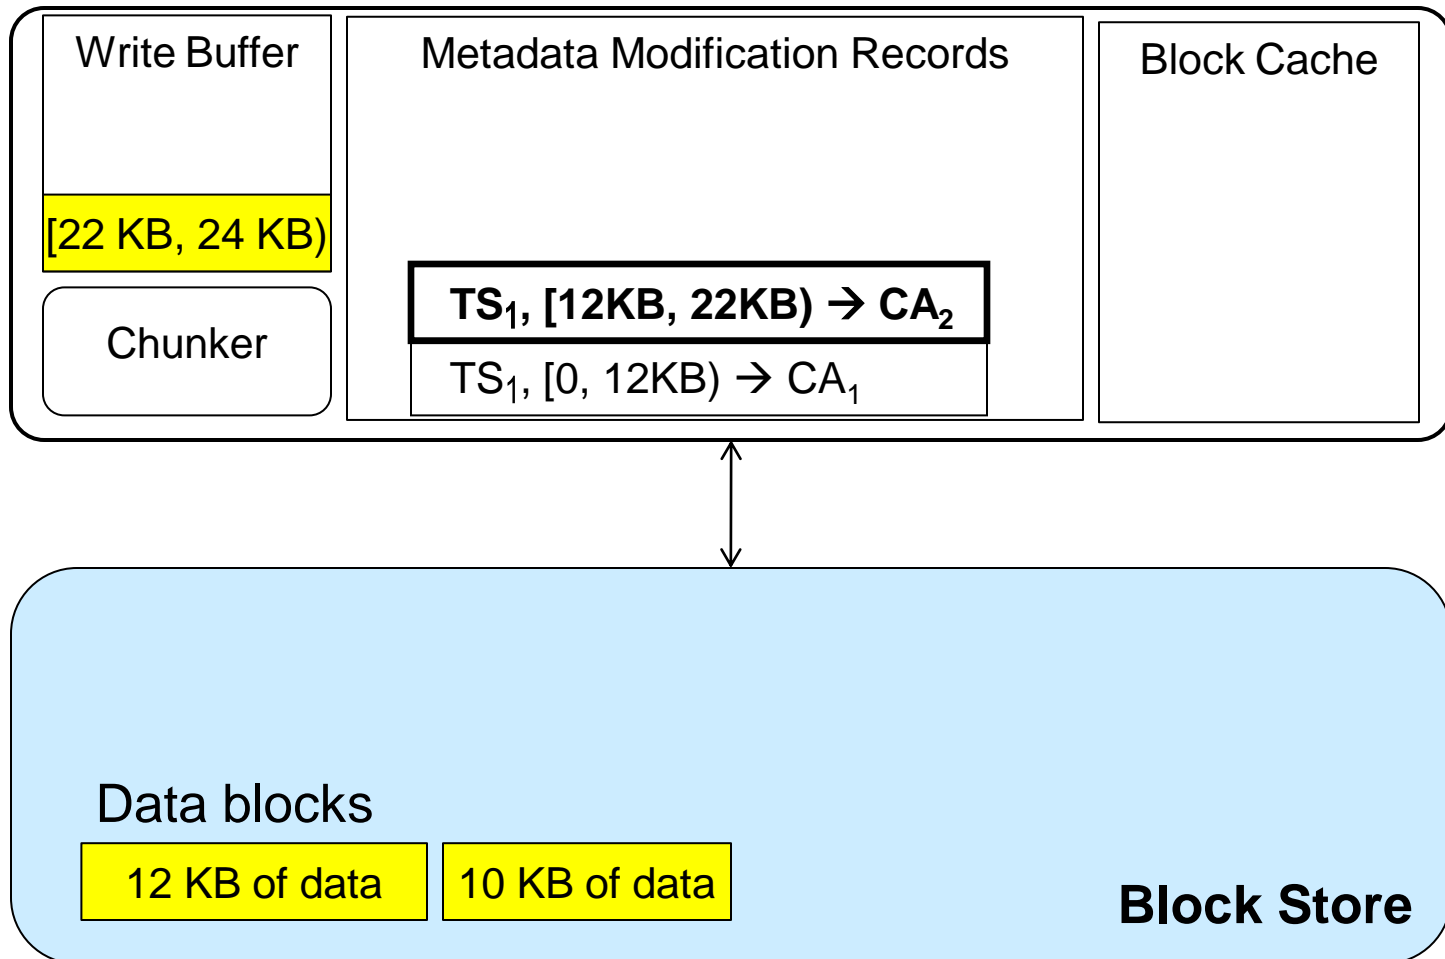 Write Buffer
[22 KB, 24 KB)
Chunker
Metadata Modification Records
TS₁, [12KB, 22KB) → CA₂
TS₁, [0, 12KB) → CA₁
Block Cache
Data blocks
12 KB of data
10 KB of data
Block Store